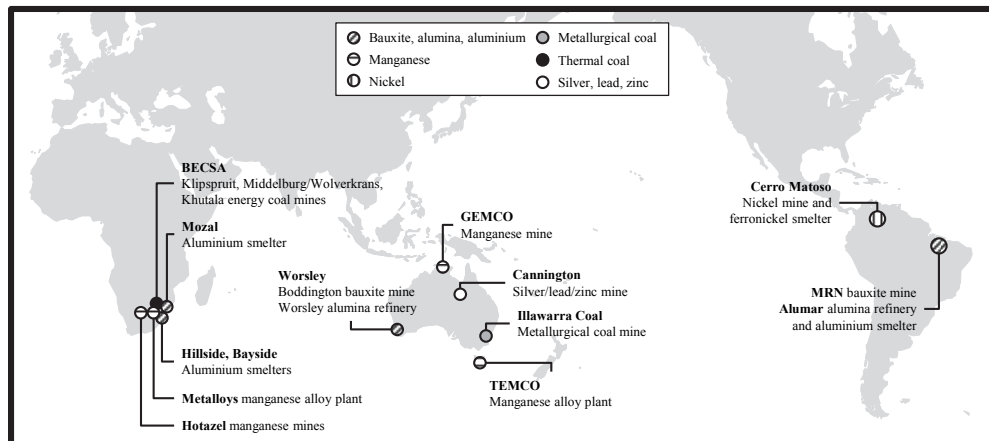 Bauxite, alumina, aluminium
Manganese
Nickel
Metallurgical coal
Thermal coal
Silver, lead, zinc
BECSA
Klipspruit, Middelburg/Wolverkrans,
Khutala energy coal mines
Mozal
Aluminium smelter
Hillside, Bayside
Aluminium smelters
Metalloys manganese alloy plant
Hotazel manganese mines
Worsley
Boddington bauxite mine
Worsley alumina refinery
GEMCO
Manganese mine
Cannington
Silver/lead/zinc mine
Illawarra Coal
Metallurgical coal mine
TEMCO
Manganese alloy plant
Cerro Matoso
Nickel mine and
ferronickel smelter
MRN bauxite mine
Alumar alumina refinery
and aluminium smelter